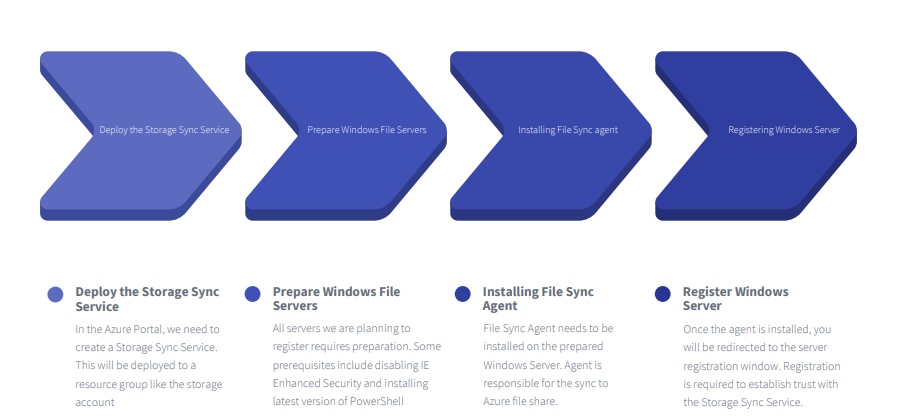 Deploy the Storage Sync Service
Prepare Windows File Servers
Installing File Sync agent
Registering Windows Server
Deploy the Storage Sync
Service
In the Azure Portal, we need to
create a Storage Sync Service.
This will be deployed to a
resource group like the storage
account
Prepare Windows File
Servers
All servers we are planning to
register requires preparation. Some
prerequisites include disabling IE
Enhanced Security and installing
latest version of PowerShell
Installing File Sync
Agent
File Sync Agent needs to be
installed on the prepared
Windows Server. Agent is
responsible for the sync to
Azure file share.
Register Windows
Server
Once the agent is installed, you
will be redirected to the server
registration window. Registration
is required to establish trust with
the Storage Sync Service.